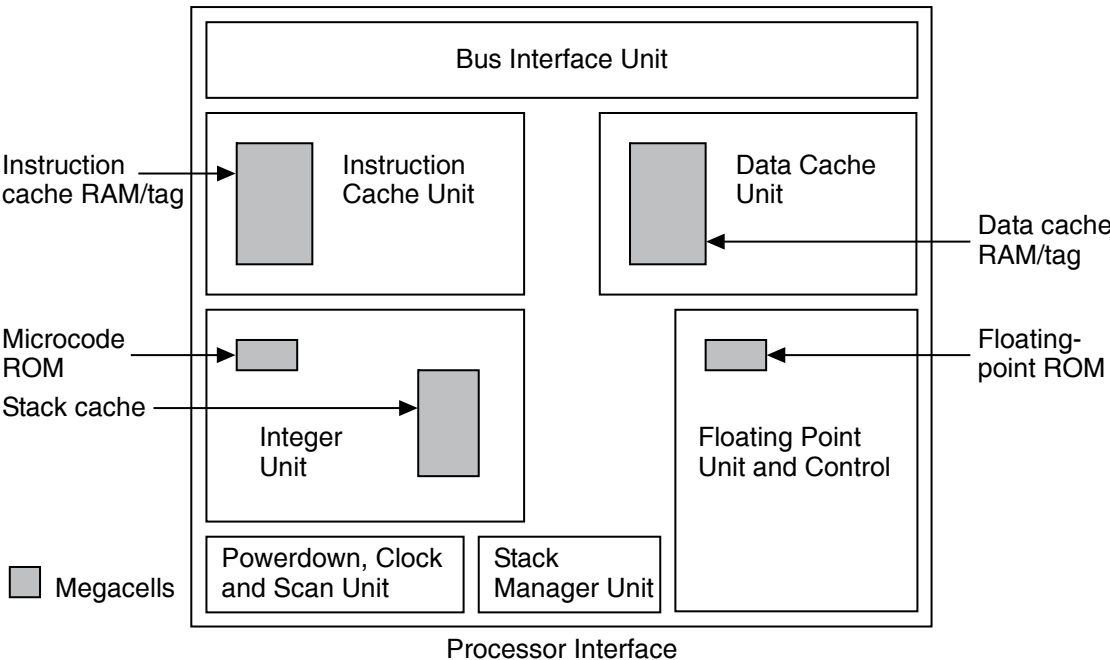 Bus Interface Unit
Instruction
cache RAM/tag
Instruction
Cache Unit
Data Cache
Unit
Data cache
RAM/tag
Microcode
ROM
Stack cache
Integer
Unit
Floating-
point ROM
Floating Point
Unit and Control
Powerdown, Clock
and Scan Unit
Stack
Manager Unit
Megacells
Processor Interface